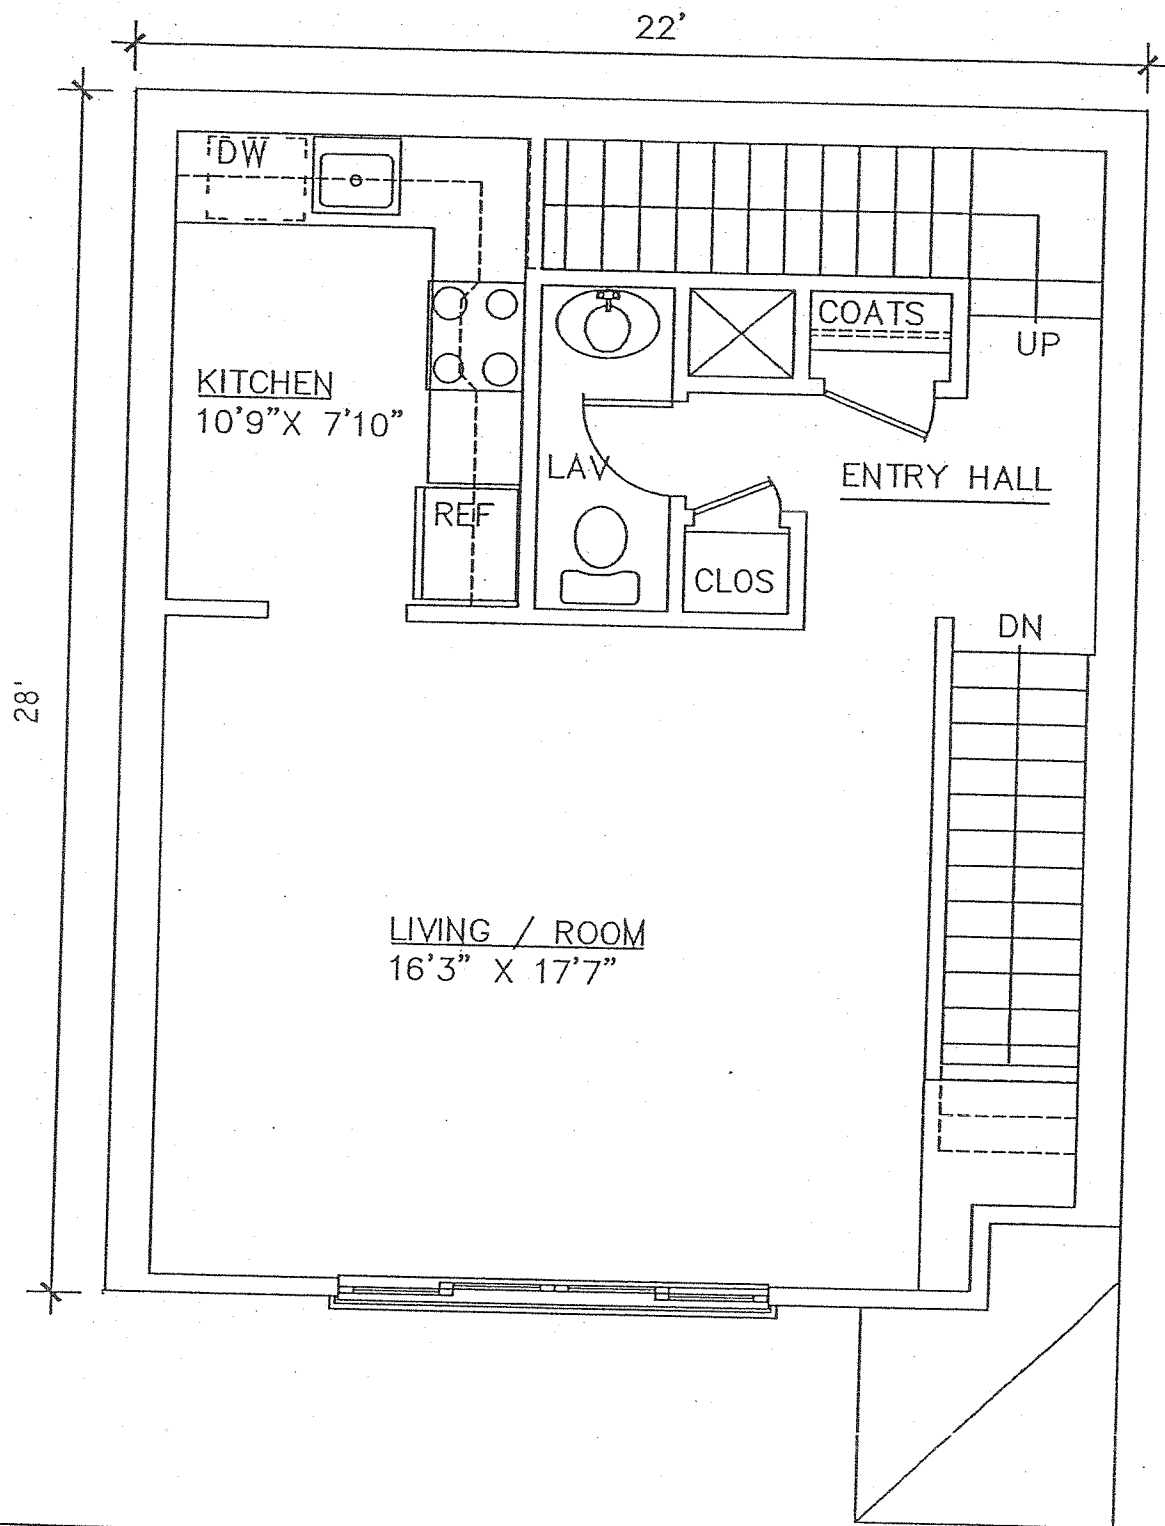 22'
DW
COATS
UP
KITCHEN
10'9"X 7'10"
LAV
ENTRY HALL
REF
CLOS
DN
28'
LIVING / ROOM
16'3" X 17'7"